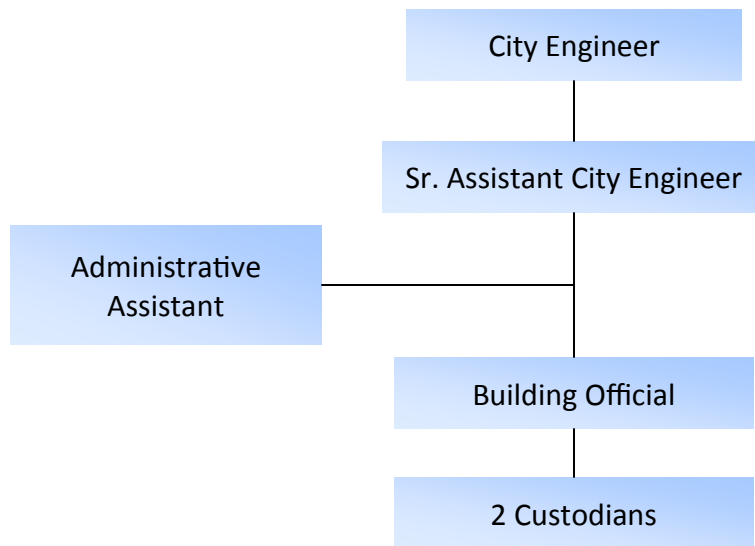 City Engineer
Sr. Assistant City Engineer
Administrative
Assistant
Building Official
2 Custodians